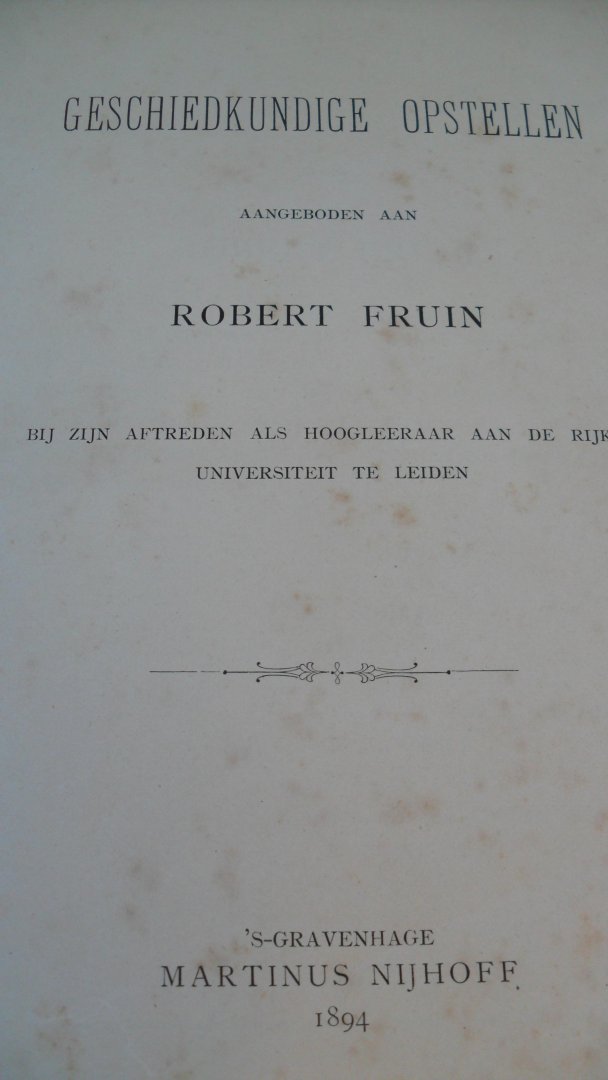 GESCHIEDKUNDIGE OPSTELLEN
AANGEBODEN AAN
ROBERT FRUIN
BIJ ZIJN AFTREDEN ALS HOOGLEERAAR AAN DE RIJK
UNIVERSITEIT TE LEIDEN
'S-GRAVENHAGE
MARTINUS NIJHOFF
1894